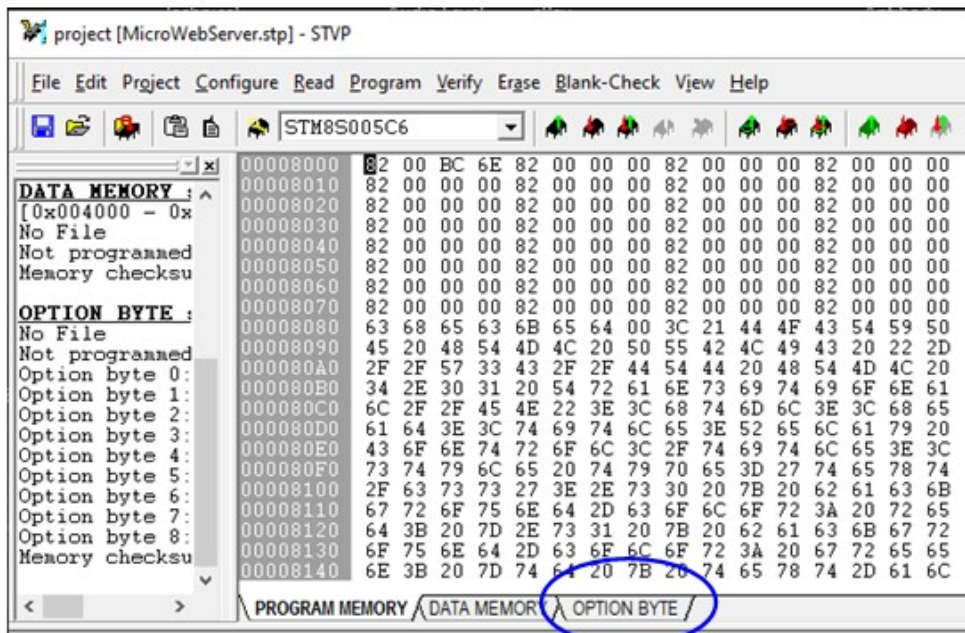 project [MicroWebServer.stp] - STVP
File Edit Project Configure Read Program Verify Erase Blank-Check View Help
STM8S005C6
DATA MEMORY :
[0x004000 - 0x
No File
Not programmed
Memory checksu
OPTION BYTE :
No File
Not programmed
Option byte 0:
Option byte 1:
Option byte 2:
Option byte 3:
Option byte 4:
Option byte 5:
Option byte 6:
Option byte 7:
Option byte 8:
Memory checksu
00008000 82 00 BC 6E 82 00 00 00 82 00 00 00 82 00 00 00
00008010 82 00 00 00 82 00 00 00 82 00 00 00 82 00 00 00
00008020 82 00 00 00 82 00 00 00 82 00 00 00 82 00 00 00
00008030 82 00 00 00 82 00 00 00 82 00 00 00 82 00 00 00
00008040 82 00 00 00 82 00 00 00 82 00 00 00 82 00 00 00
00008050 82 00 00 00 82 00 00 00 82 00 00 00 82 00 00 00
00008060 82 00 00 00 82 00 00 00 82 00 00 00 82 00 00 00
00008070 82 00 00 00 82 00 00 00 82 00 00 00 82 00 00 00
00008080 63 68 65 63 6B 65 64 00 3C 21 44 4F 43 54 59 50
00008090 45 20 48 54 4D 4C 20 50 55 42 4C 49 43 20 22 2D
000080A0 2F 2F 57 33 43 2F 2F 44 54 44 20 48 54 4D 4C 20
000080B0 34 2E 30 31 20 54 72 61 6E 73 69 74 69 6F 6E 61
000080C0 6C 2F 2F 45 4E 22 3E 3C 68 74 6D 6C 3E 3C 68 65
000080D0 61 64 3E 3C 74 69 74 6C 65 3E 52 65 6C 61 79 20
000080E0 43 6F 6E 74 72 6F 6C 3C 2F 74 69 74 6C 65 3E 3C
000080F0 73 74 79 6C 65 20 74 79 70 65 3D 27 74 65 78 74
00008100 2F 63 73 73 27 3E 2E 73 30 20 7B 20 62 61 63 6B
00008110 67 72 6F 75 6E 64 2D 63 6F 6C 6F 72 3A 20 72 65
00008120 64 3B 20 7D 2E 73 31 20 7B 20 62 61 63 6B 67 72
00008130 6F 75 6E 64 2D 63 6F 6C 6F 72 3A 20 67 72 65 65
00008140 6E 3B 20 7D 74 64 20 7B 20 74 65 78 74 2D 61 6C
PROGRAM MEMORY DATA MEMORY OPTION BYTE